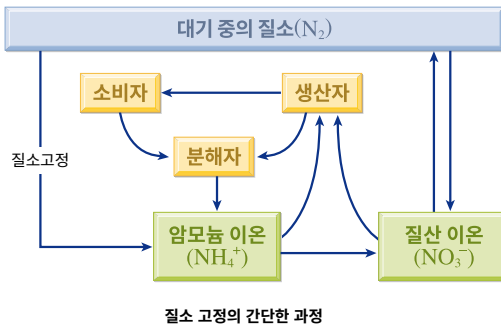 대기 중의 질소(N₂)
소비자
생산자
분해자
질소고정
암모늄 이온
(NH₄⁺)
질산 이온
(NO₃⁻)
질소 고정의 간단한 과정